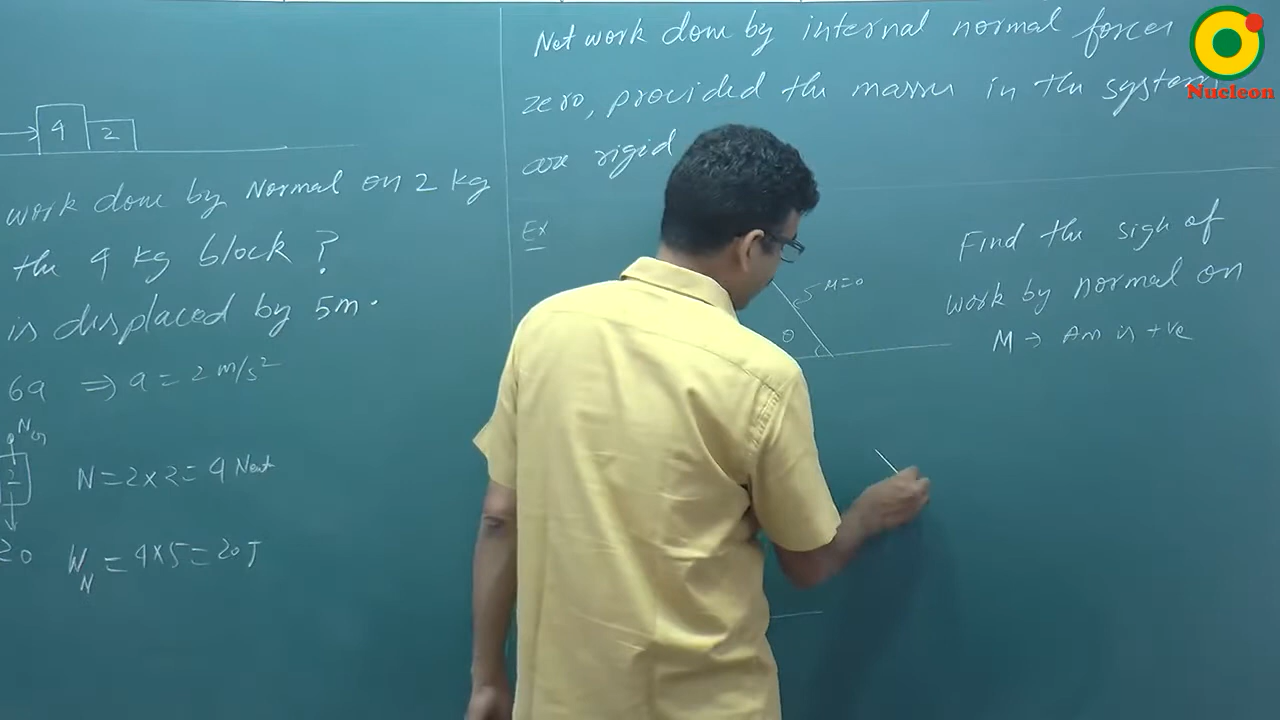 4 2
work done by Normal on 2 kg
the 4 kg block ?
is displaced by 5m.
6a ⇒ a = 2 m/s²
N
2
20
N = 2×2 = 4 Newt
W_N = 4×5 = 20 J
Net work done by internal normal forces
zero, provided the masses in the system
are rigid
Ex
μ=0
θ
Find the sign of
work by normal on
M → Ans is +ve
Nucleon